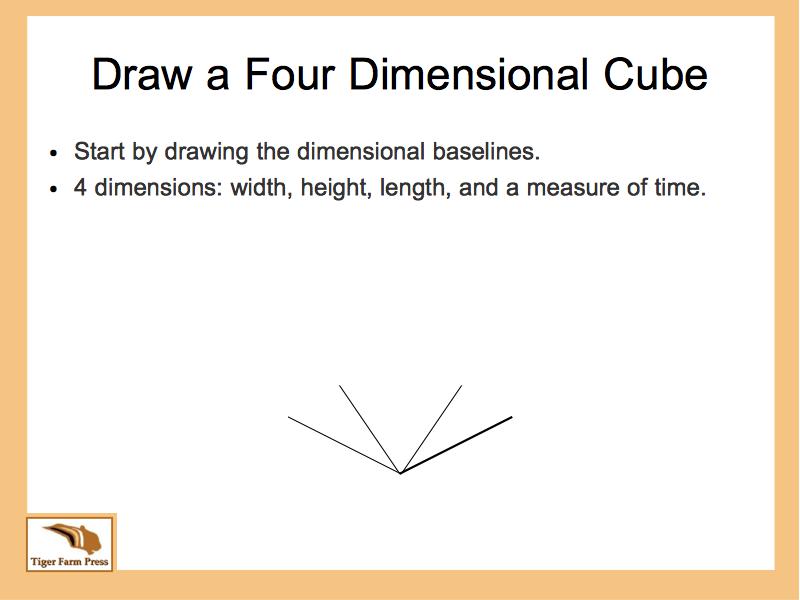 Draw a Four Dimensional Cube
• Start by drawing the dimensional baselines.
• 4 dimensions: width, height, length, and a measure of time.
Tiger Farm Press